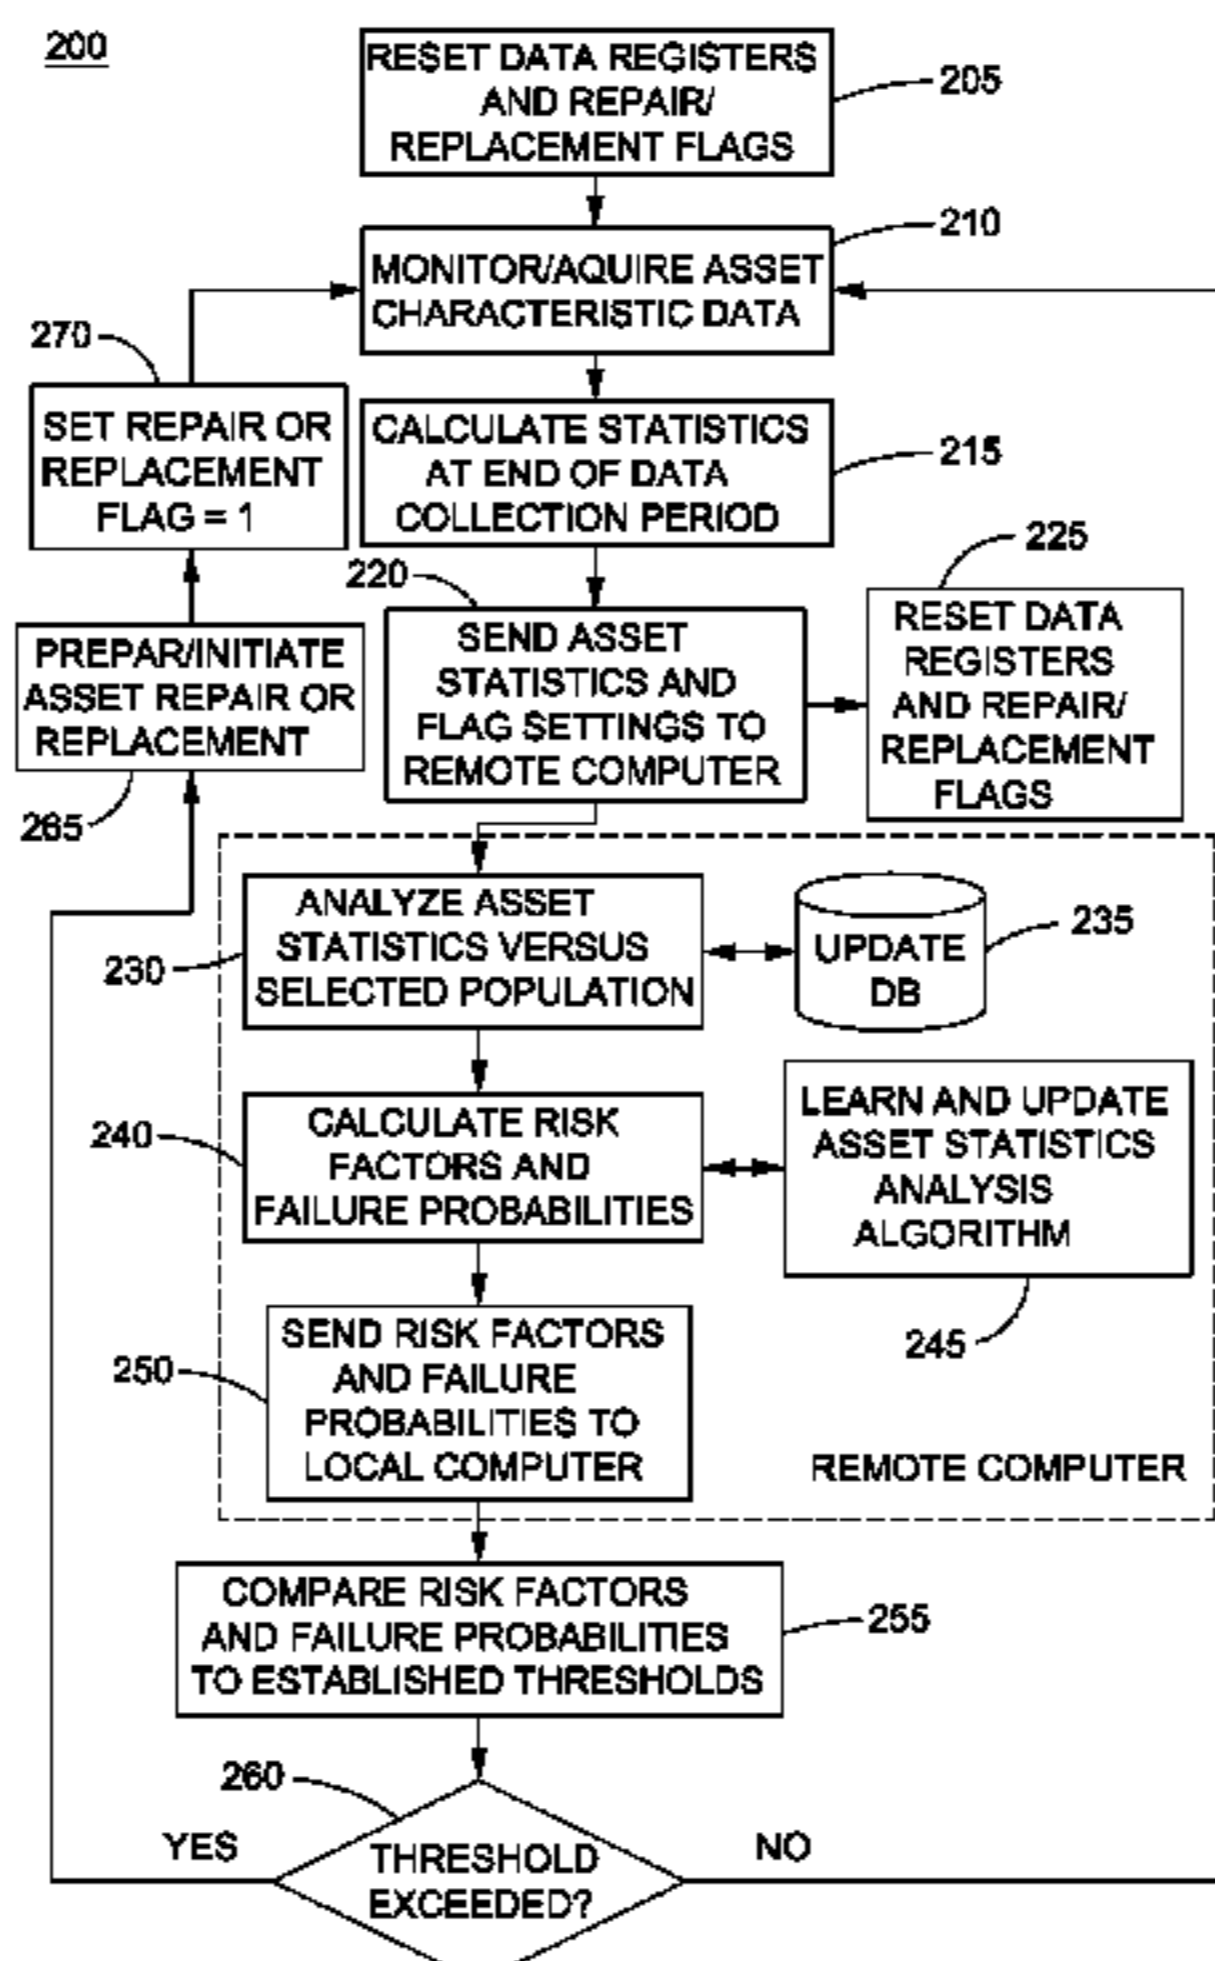 200
RESET DATA REGISTERS
AND REPAIR/
REPLACEMENT FLAGS
205
MONITOR/AQUIRE ASSET
CHARACTERISTIC DATA
210
270
SET REPAIR OR
REPLACEMENT
FLAG = 1
CALCULATE STATISTICS
AT END OF DATA
COLLECTION PERIOD
215
220
SEND ASSET
STATISTICS AND
FLAG SETTINGS TO
REMOTE COMPUTER
225
RESET DATA
REGISTERS
AND REPAIR/
REPLACEMENT
FLAGS
PREPAR/INITIATE
ASSET REPAIR OR
REPLACEMENT
265
ANALYZE ASSET
STATISTICS VERSUS
SELECTED POPULATION
230
UPDATE
DB
235
240
CALCULATE RISK
FACTORS AND
FAILURE PROBABILITIES
LEARN AND UPDATE
ASSET STATISTICS
ANALYSIS
ALGORITHM
245
250
SEND RISK FACTORS
AND FAILURE
PROBABILITIES TO
LOCAL COMPUTER
REMOTE COMPUTER
COMPARE RISK FACTORS
AND FAILURE PROBABILITIES
TO ESTABLISHED THRESHOLDS
255
260
YES
THRESHOLD
EXCEEDED?
NO